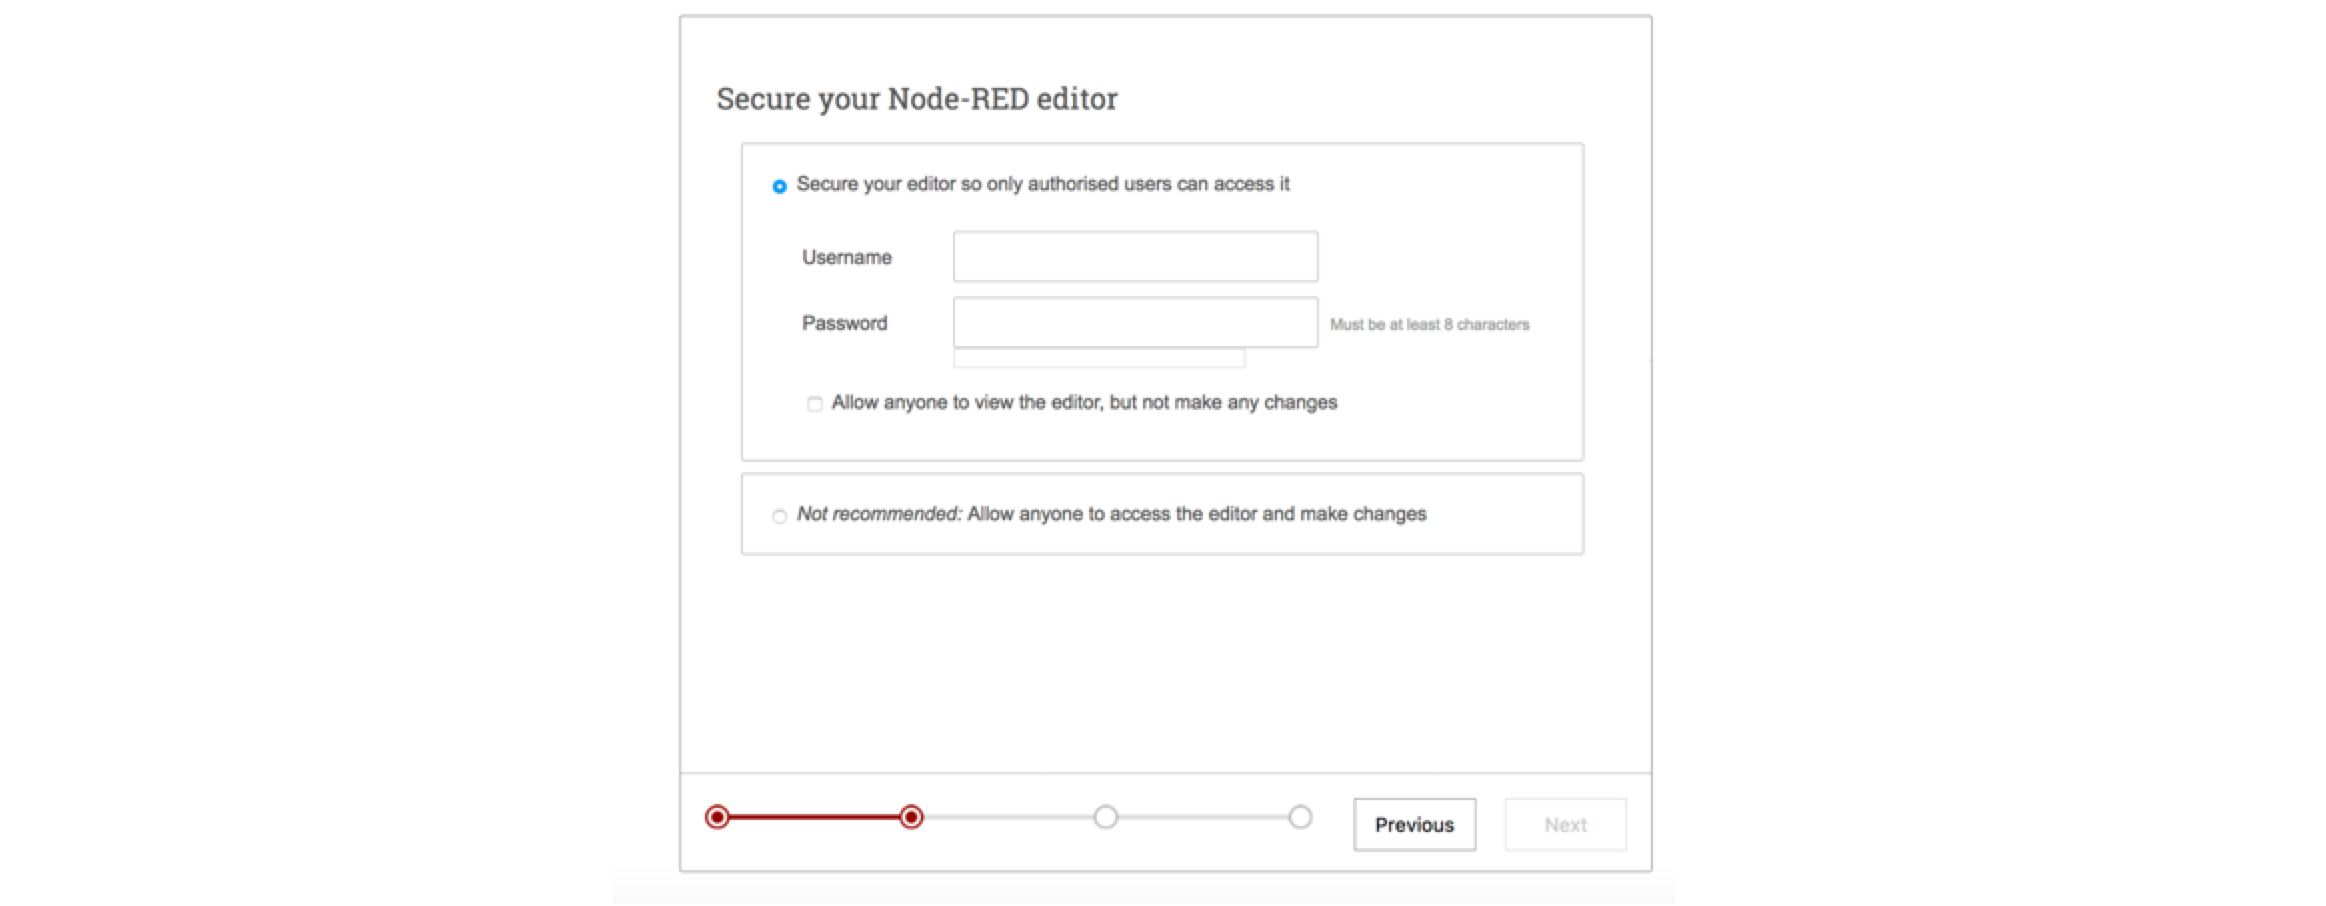 Secure your Node-RED editor
Secure your editor so only authorised users can access it
Username
Password Must be at least 8 characters
Allow anyone to view the editor, but not make any changes
Not recommended: Allow anyone to access the editor and make changes
Previous Next